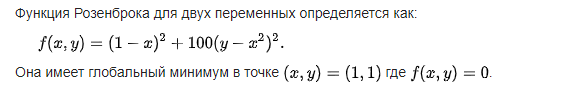 Функция Розенброка для двух переменных определяется как:
f(x, y) = (1 − x)² + 100(y − x²)².
Она имеет глобальный минимум в точке (x, y) = (1, 1) где f(x, y) = 0.